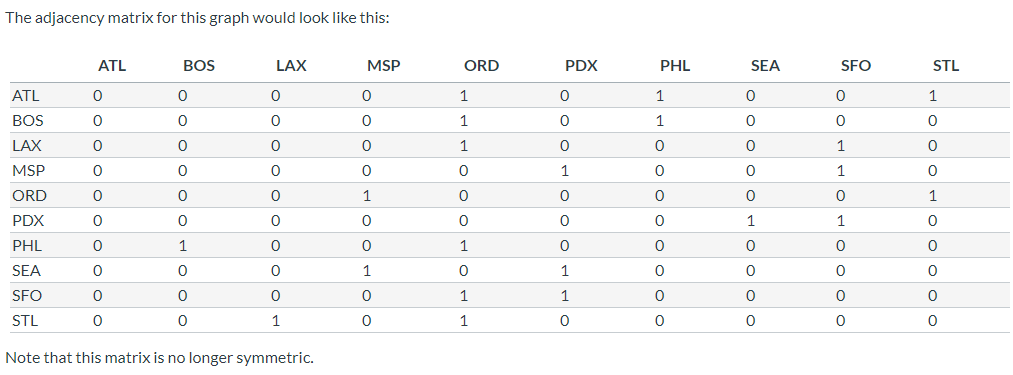 The adjacency matrix for this graph would look like this:
ATL BOS LAX MSP ORD PDX PHL SEA SFO STL
ATL 0 0 0 0 1 0 1 0 0 1
BOS 0 0 0 0 1 0 1 0 0 0
LAX 0 0 0 0 1 0 0 0 1 0
MSP 0 0 0 0 0 1 0 0 1 0
ORD 0 0 0 1 0 0 0 0 0 1
PDX 0 0 0 0 0 0 0 1 1 0
PHL 0 1 0 0 1 0 0 0 0 0
SEA 0 0 0 1 0 1 0 0 0 0
SFO 0 0 0 0 1 1 0 0 0 0
STL 0 0 1 0 1 0 0 0 0 0
Note that this matrix is no longer symmetric.